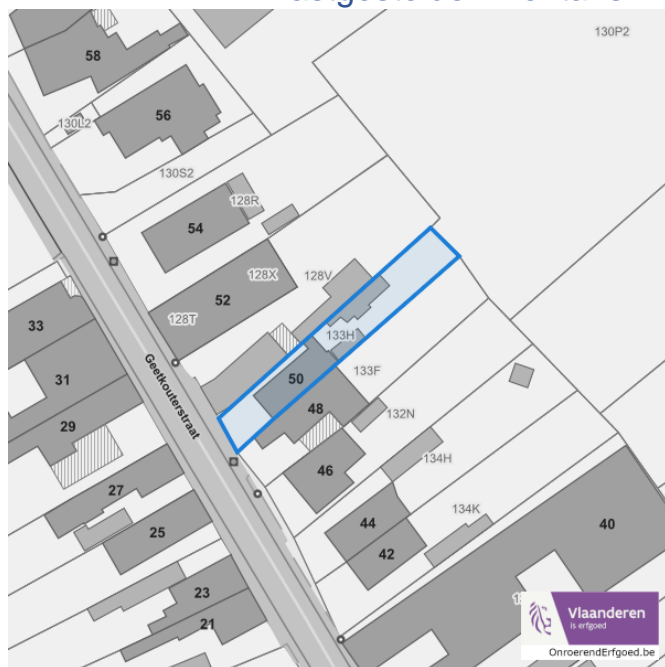 130P2
58
56
130L2
130S2
128R
54
128X
128V
52
33
128T
133H
31
Geetkouterstraat
50
133F
48
132N
29
46
134H
27
134K
44
40
25
42
23
21
Vlaanderen
is erfgoed
OnroerendErfgoed.be